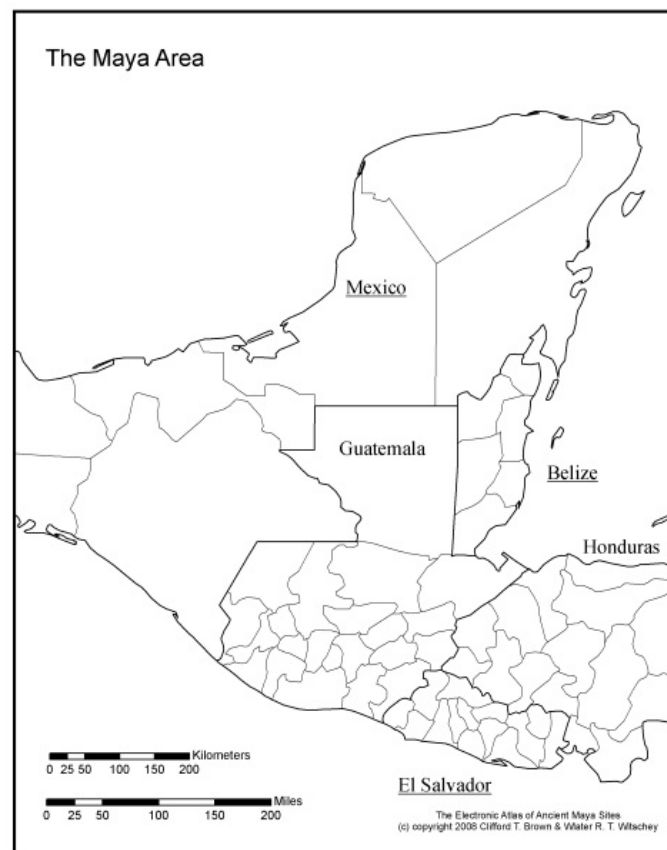 The Maya Area
Mexico
Guatemala
Belize
Honduras
Kilometers
0 25 50 100 150 200
Miles
0 25 50 100 150 200
El Salvador
The Electronic Atlas of Ancient Maya Sites
(c) copyright 2008 Clifford T. Brown & Walter R. T. Witschey